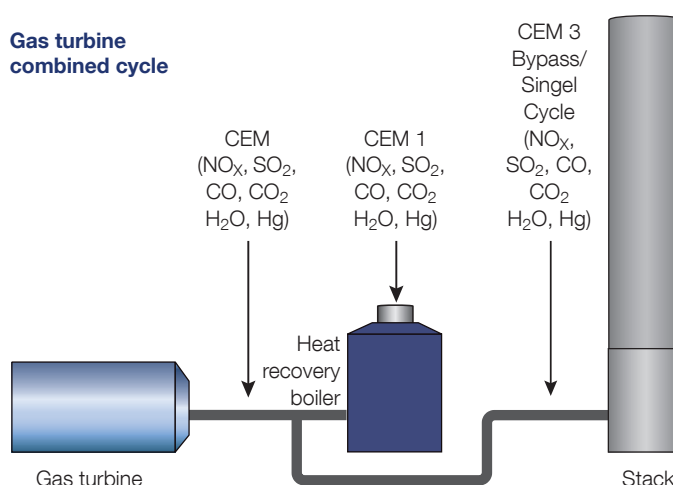 Gas turbine
combined cycle
CEM
(NOX, SO2,
CO, CO2
H2O, Hg)
CEM 1
(NOX, SO2,
CO, CO2
H2O, Hg)
CEM 3
Bypass/
Singel
Cycle
(NOX,
SO2, CO,
CO2
H2O, Hg)
Heat
recovery
boiler
Gas turbine
Stack